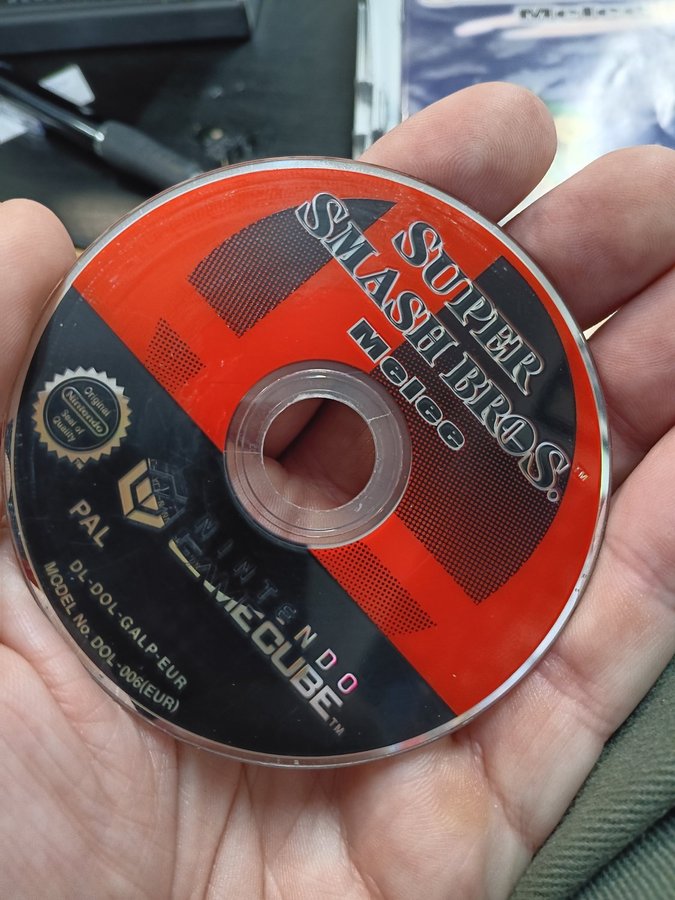 SUPER
SMASH BROS.™
Melee
Original
Nintendo
Seal of
Quality
TM
PAL
NINTENDO
GAMECUBE™
DL-DOL-GALP-EUR
MODEL No. DOL-006(EUR)